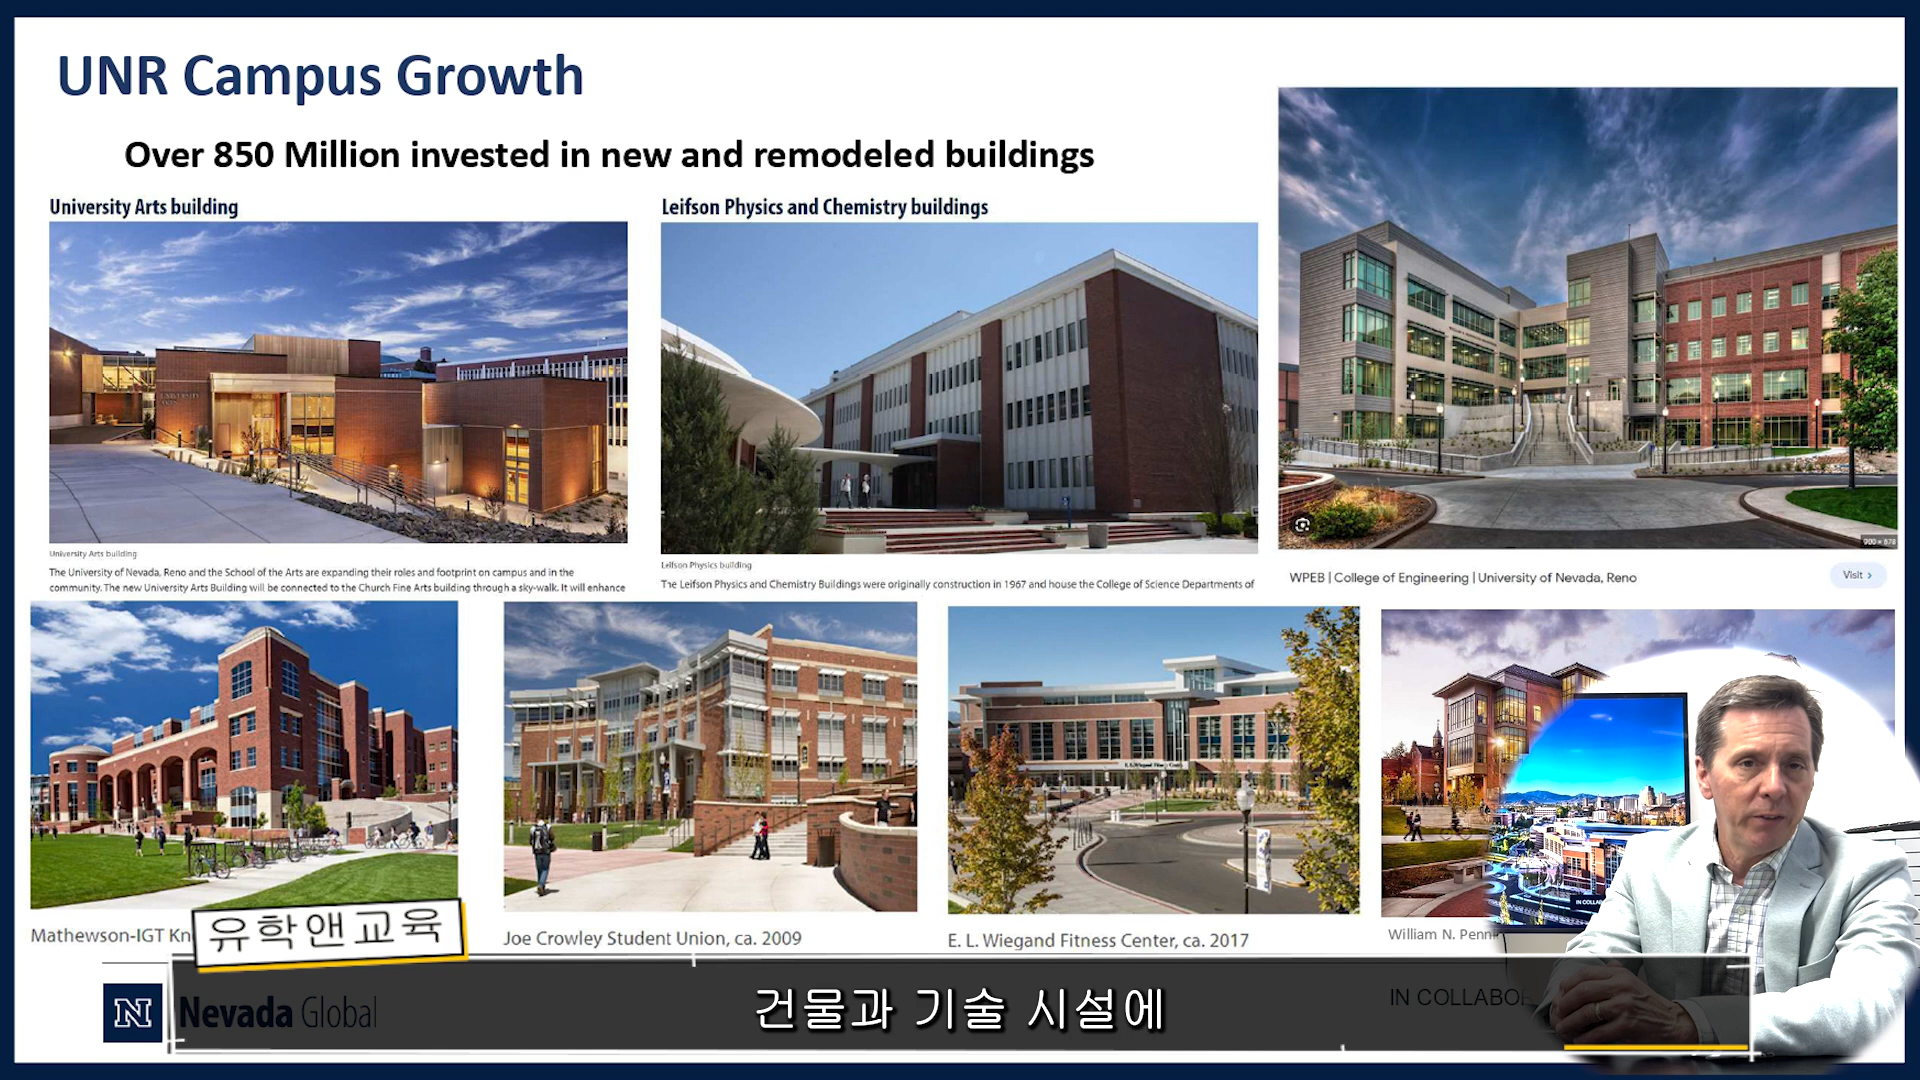 UNR Campus Growth
Over 850 Million invested in new and remodeled buildings
University Arts building
Leifson Physics and Chemistry buildings
UNIVERSITY ARTS
University Arts building
The University of Nevada, Reno and the School of the Arts are expanding their roles and footprint on campus and in the
community. The new University Arts Building will be connected to the Church Fine Arts building through a sky-walk. It will enhance
Leifson Physics building
The Leifson Physics and Chemistry Buildings were originally construction in 1967 and house the College of Science Departments of
900 × 678
WPEB | College of Engineering | University of Nevada, Reno
Visit >
Mathewson-IGT Kn
Joe Crowley Student Union, ca. 2009
E. L. Wiegand Fitness Center, ca. 2017
William N. Penn
유학앤교육
N Nevada Global
건물과 기술 시설에
IN COLLABO